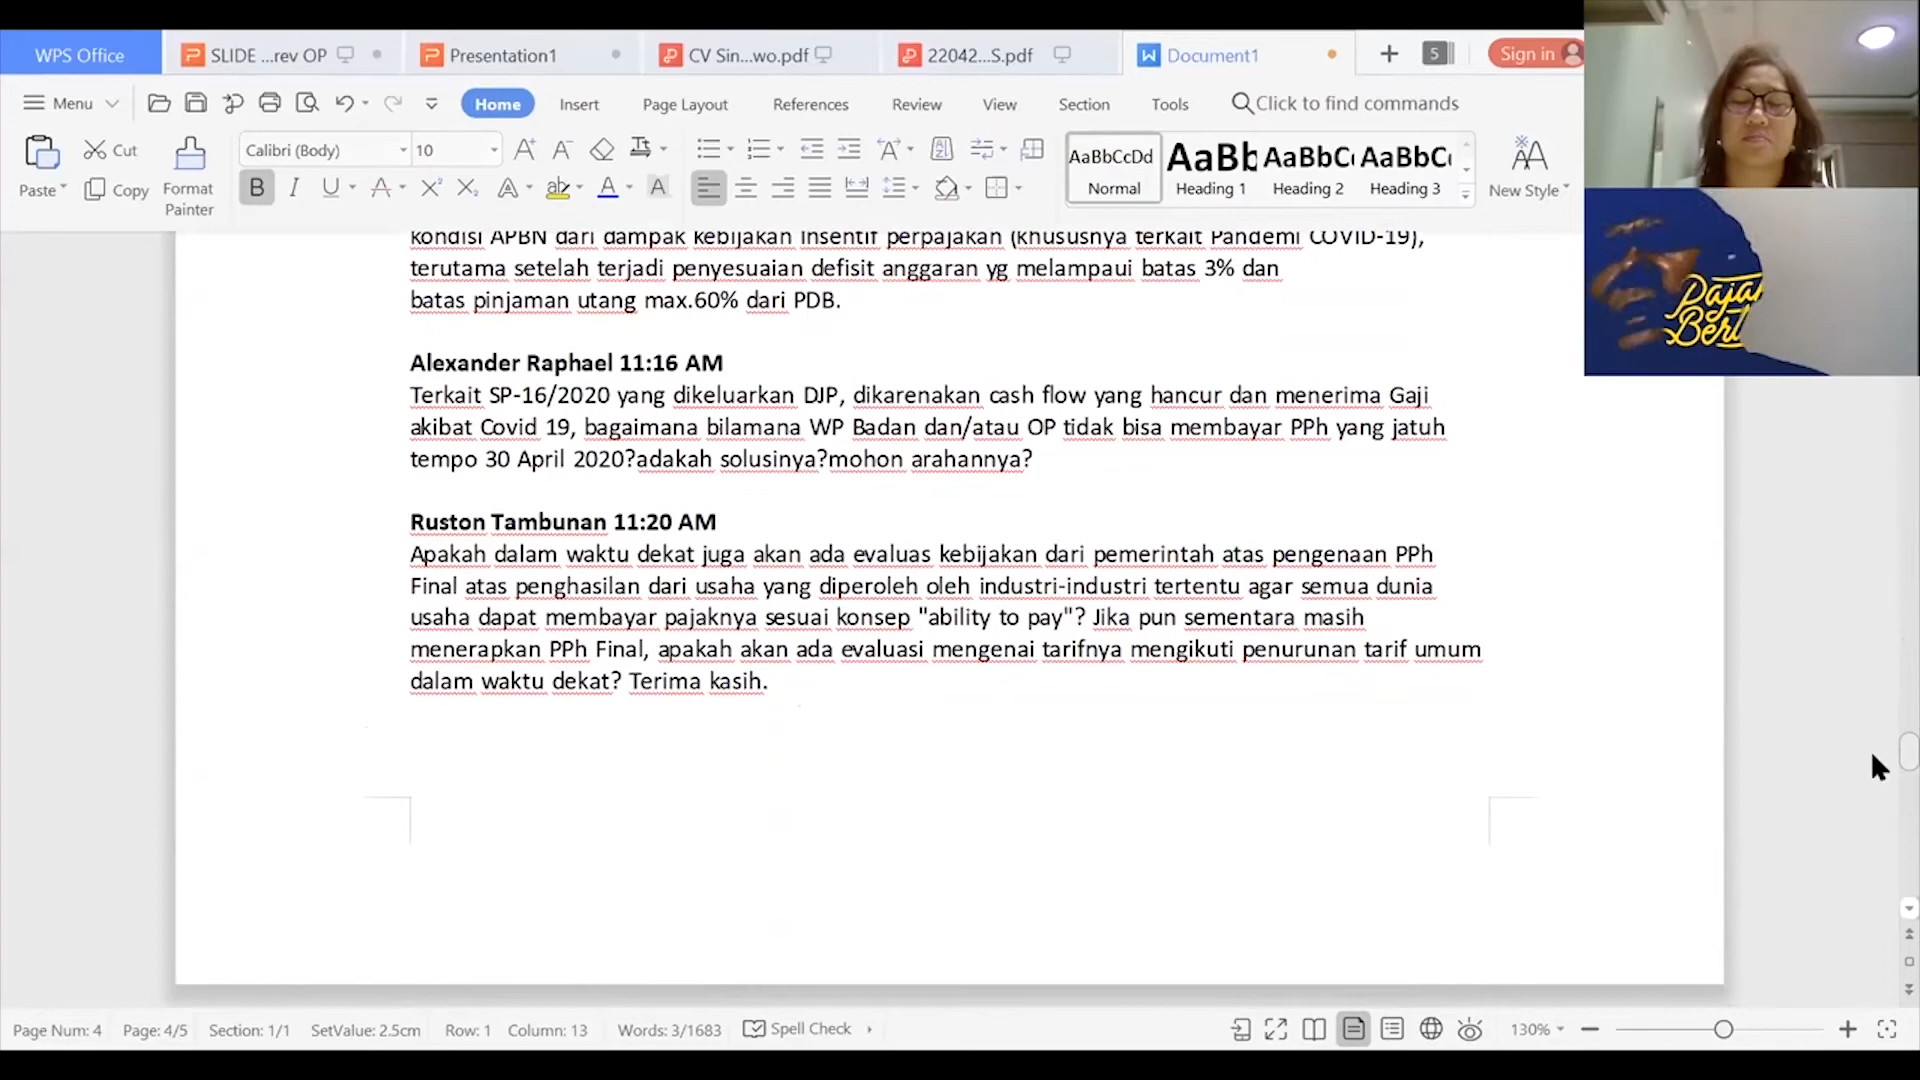 WPS Office
SLIDE ...rev OP
Presentation1
CV Sin...wo.pdf
22042...S.pdf
Document1
5
Sign in
Menu
Home
Insert
Page Layout
References
Review
View
Section
Tools
Click to find commands
Paste
Cut
Copy
Format
Painter
Calibri (Body)
10
AaBbCcDd
Normal
AaBb
Heading 1
AaBbC
Heading 2
AaBbC
Heading 3
New Style
kondisi APBN dari dampak kebijakan insentif perpajakan (khususnya terkait Pandemi COVID-19),
terutama setelah terjadi penyesuaian defisit anggaran yg melampaui batas 3% dan
batas pinjaman utang max.60% dari PDB.
Alexander Raphael 11:16 AM
Terkait SP-16/2020 yang dikeluarkan DJP, dikarenakan cash flow yang hancur dan menerima Gaji
akibat Covid 19, bagaimana bilamana WP Badan dan/atau OP tidak bisa membayar PPh yang jatuh
tempo 30 April 2020?adakah solusinya?mohon arahannya?
Ruston Tambunan 11:20 AM
Apakah dalam waktu dekat juga akan ada evaluas kebijakan dari pemerintah atas pengenaan PPh
Final atas penghasilan dari usaha yang diperoleh oleh industri-industri tertentu agar semua dunia
usaha dapat membayar pajaknya sesuai konsep "ability to pay"? Jika pun sementara masih
menerapkan PPh Final, apakah akan ada evaluasi mengenai tarifnya mengikuti penurunan tarif umum
dalam waktu dekat? Terima kasih.
Page Num: 4
Page: 4/5
Section: 1/1
SetValue: 2.5cm
Row: 1
Column: 13
Words: 3/1683
Spell Check
130%